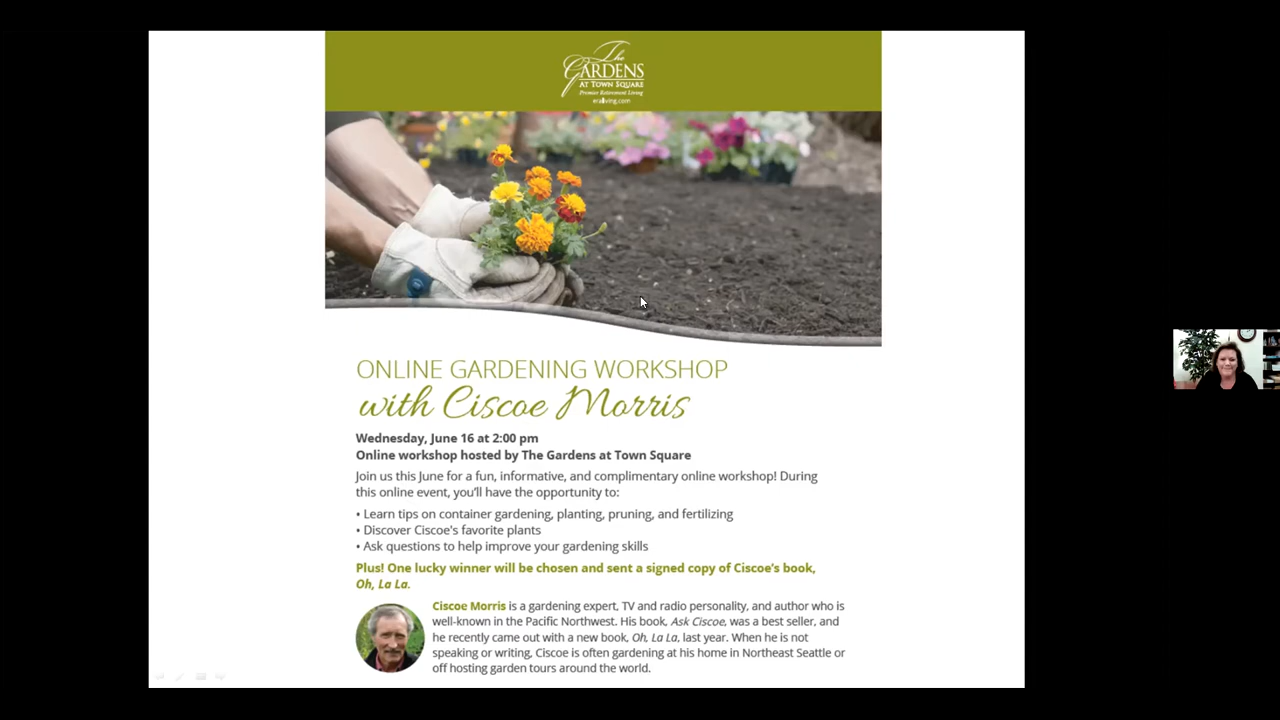 The
GARDENS
AT TOWN SQUARE
Premier Retirement Living
eraliving.com
ONLINE GARDENING WORKSHOP
with Ciscoe Morris
Wednesday, June 16 at 2:00 pm
Online workshop hosted by The Gardens at Town Square
Join us this June for a fun, informative, and complimentary online workshop! During
this online event, you'll have the opportunity to:
• Learn tips on container gardening, planting, pruning, and fertilizing
• Discover Ciscoe's favorite plants
• Ask questions to help improve your gardening skills
Plus! One lucky winner will be chosen and sent a signed copy of Ciscoe's book,
Oh, La La.
Ciscoe Morris is a gardening expert, TV and radio personality, and author who is
well-known in the Pacific Northwest. His book, Ask Ciscoe, was a best seller, and
he recently came out with a new book, Oh, La La, last year. When he is not
speaking or writing, Ciscoe is often gardening at his home in Northeast Seattle or
off hosting garden tours around the world.